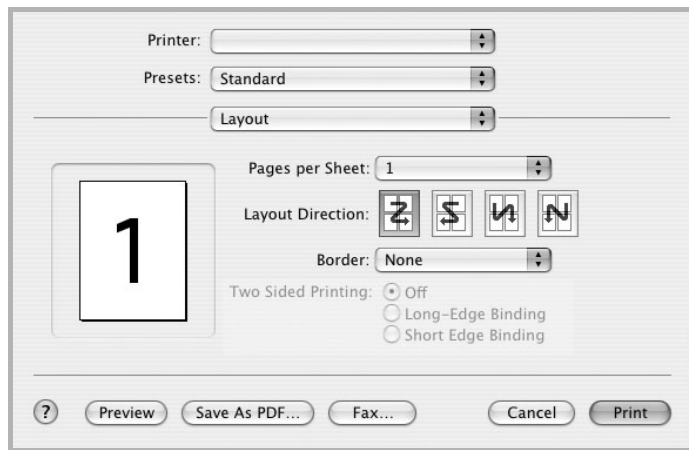 Printer:
Presets: Standard
Layout
Pages per Sheet: 1
Layout Direction:
Border: None
Two Sided Printing: Off
Long-Edge Binding
Short Edge Binding
1
? Preview Save As PDF... Fax... Cancel Print